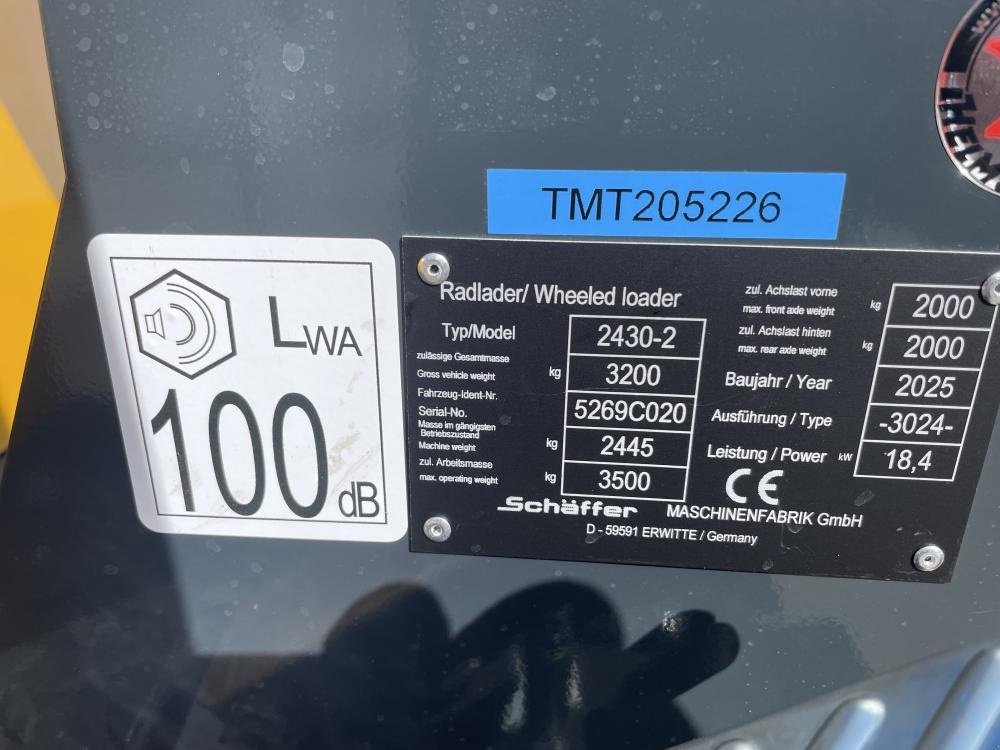 TMT205226
LWA
100 dB
Radlader/ Wheeled loader
Typ/Model 2430-2
zulässige Gesamtmasse
Gross vehicle weight kg 3200
Fahrzeug-Ident-Nr.
Serial-No. 5269C020
Masse im gängigsten
Betriebszustand
Machine weight kg 2445
zul. Arbeitsmasse
max. operating weight kg 3500
zul. Achslast vorne
max. front axle weight kg 2000
zul. Achslast hinten
max. rear axle weight kg 2000
Baujahr / Year 2025
Ausführung / Type -3024-
Leistung / Power kW 18,4
CE
Schäffer MASCHINENFABRIK GmbH
D - 59591 ERWITTE / Germany